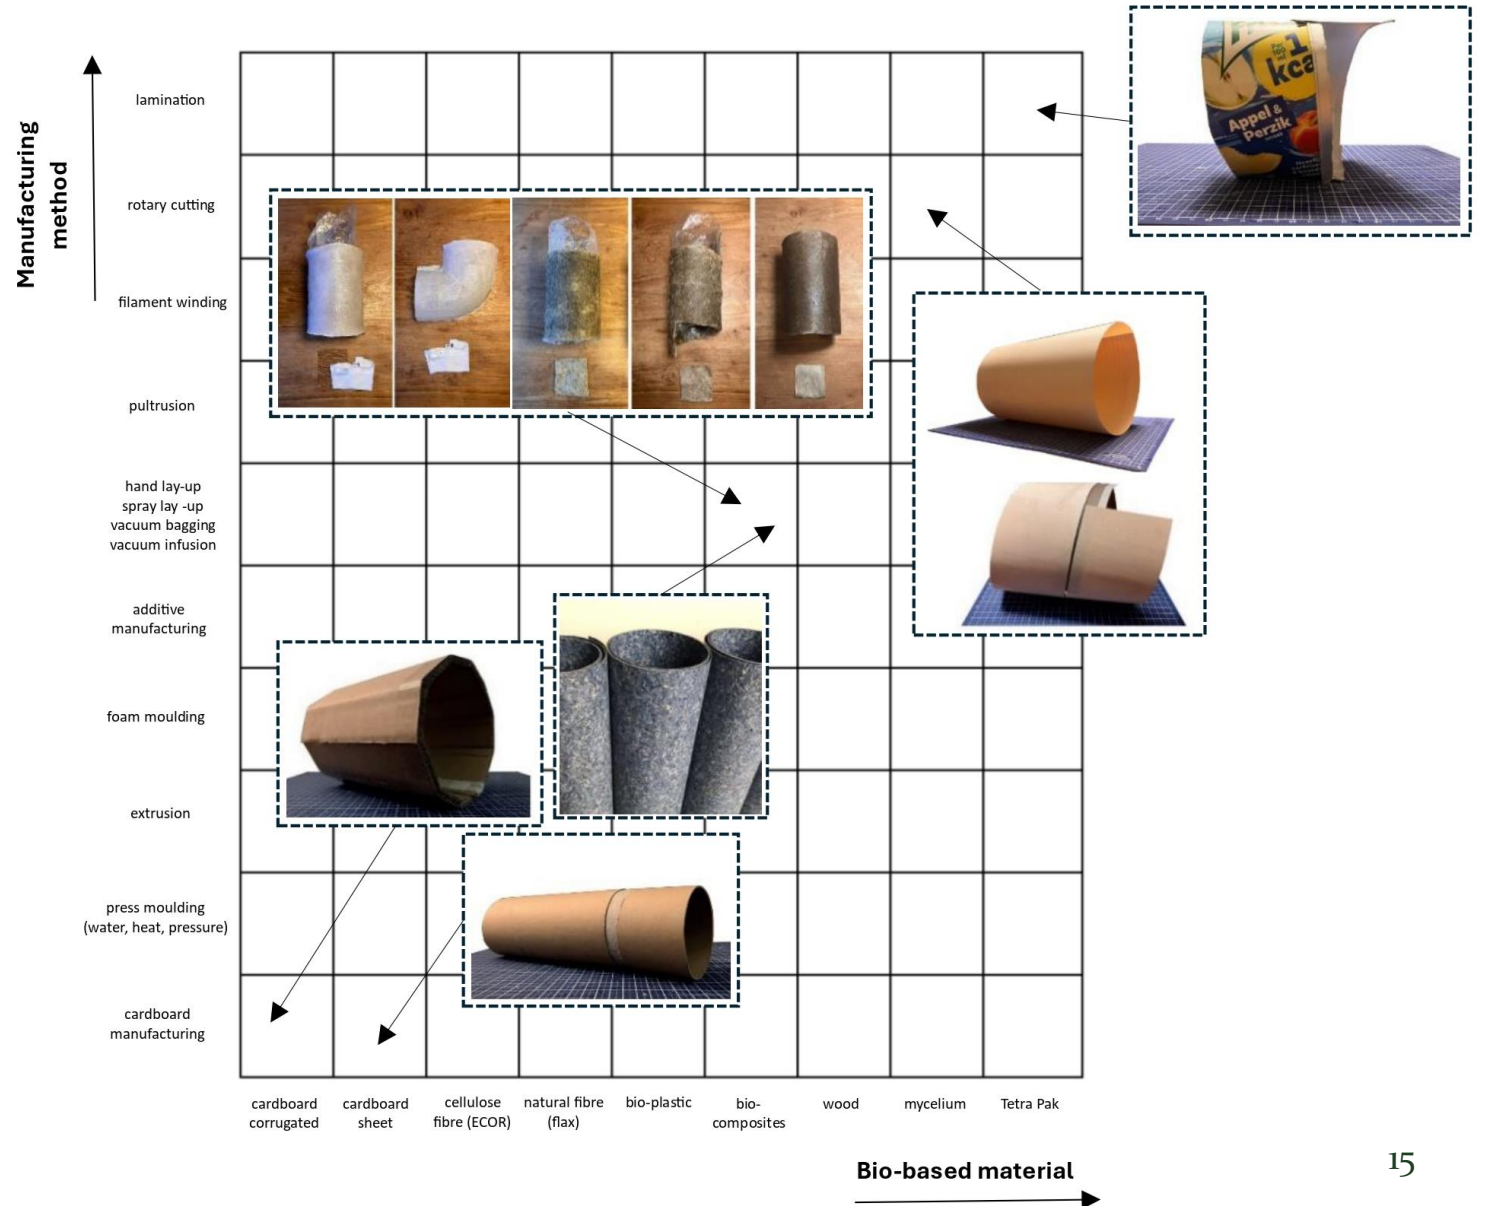 Manufacturing
method
lamination
rotary cutting
filament winding
pultrusion
hand lay-up
spray lay -up
vacuum bagging
vacuum infusion
additive
manufacturing
foam moulding
extrusion
press moulding
(water, heat, pressure)
cardboard
manufacturing
1
kca
Appel &
Perzik
cardboard
corrugated
cardboard
sheet
cellulose
fibre (ECOR)
natural fibre
(flax)
bio-plastic
bio-
composites
wood
mycelium
Tetra Pak
Bio-based material
15